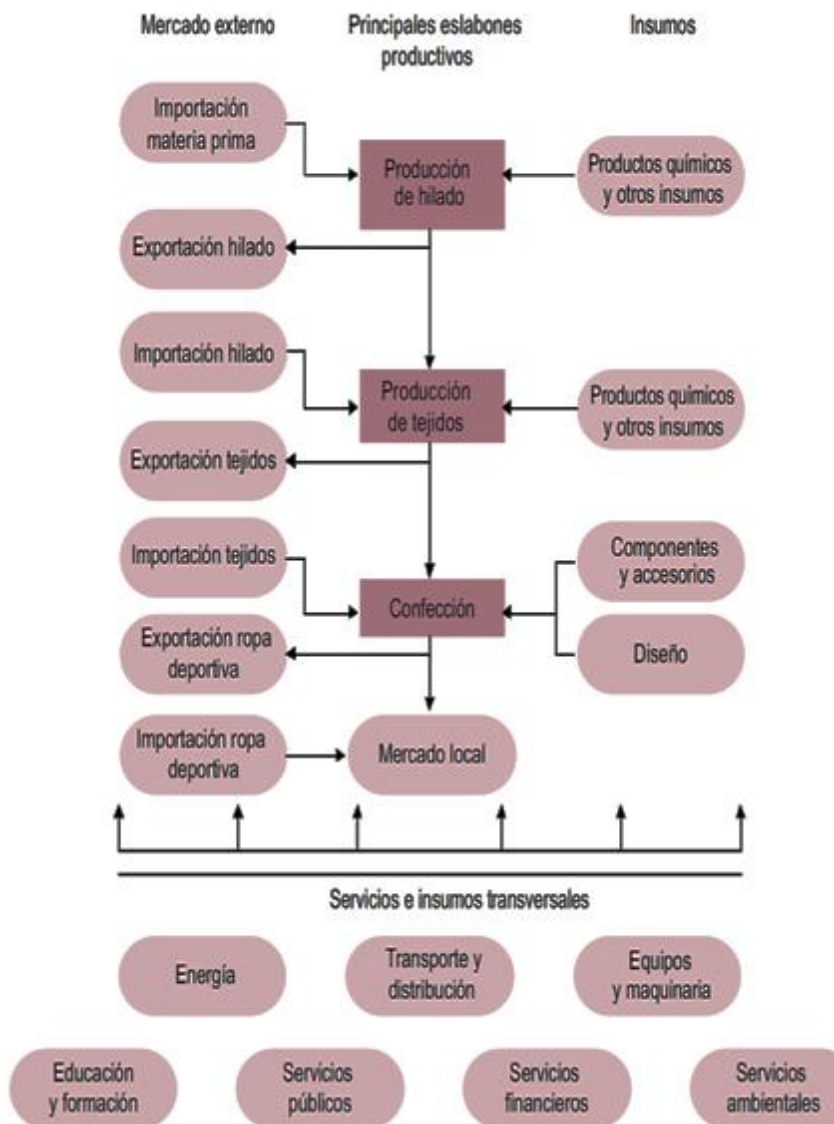 Mercado externo
Principales eslabones
productivos
Insumos
Importación
materia prima
Producción
de hilado
Productos químicos
y otros insumos
Exportación hilado
Importación hilado
Producción
de tejidos
Productos químicos
y otros insumos
Exportación tejidos
Importación tejidos
Componentes
y accesorios
Confección
Exportación ropa
deportiva
Diseño
Importación ropa
deportiva
Mercado local
Servicios e insumos transversales
Energía
Transporte y
distribución
Equipos
y maquinaria
Educación
y formación
Servicios
públicos
Servicios
financieros
Servicios
ambientales